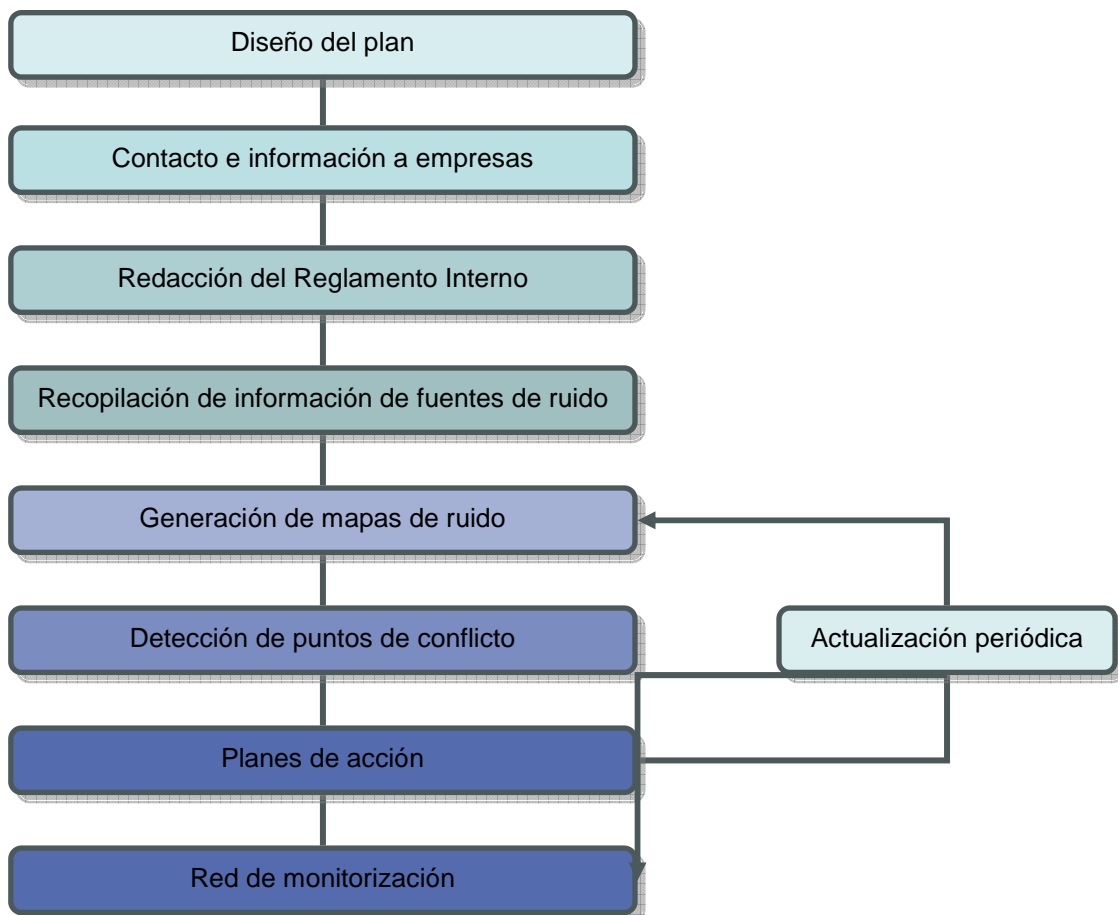 Diseño del plan
Contacto e información a empresas
Redacción del Reglamento Interno
Recopilación de información de fuentes de ruido
Generación de mapas de ruido
Detección de puntos de conflicto
Actualización periódica
Planes de acción
Red de monitorización